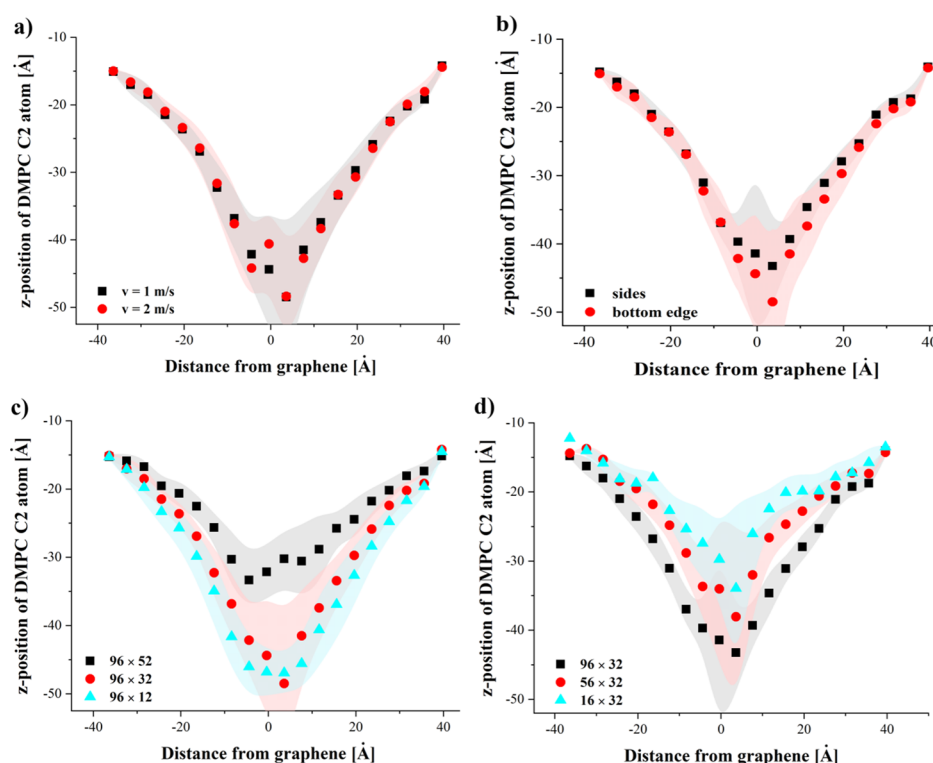 a)
-10
-20
-30
-40
-50
z-position of DMPC C2 atom [Å]
v = 1 m/s
v = 2 m/s
-40 -20 0 20 40
Distance from graphene [Å]
b)
-10
-20
-30
-40
-50
z-position of DMPC C2 atom [Å]
sides
bottom edge
-40 -20 0 20 40
Distance from graphene [Å]
c)
-10
-20
-30
-40
-50
z-position of DMPC C2 atom [Å]
96 × 52
96 × 32
96 × 12
-40 -20 0 20 40
Distance from graphene [Å]
d)
-10
-20
-30
-40
-50
z-position of DMPC C2 atom [Å]
96 × 32
56 × 32
16 × 32
-40 -20 0 20 40
Distance from graphene [Å]